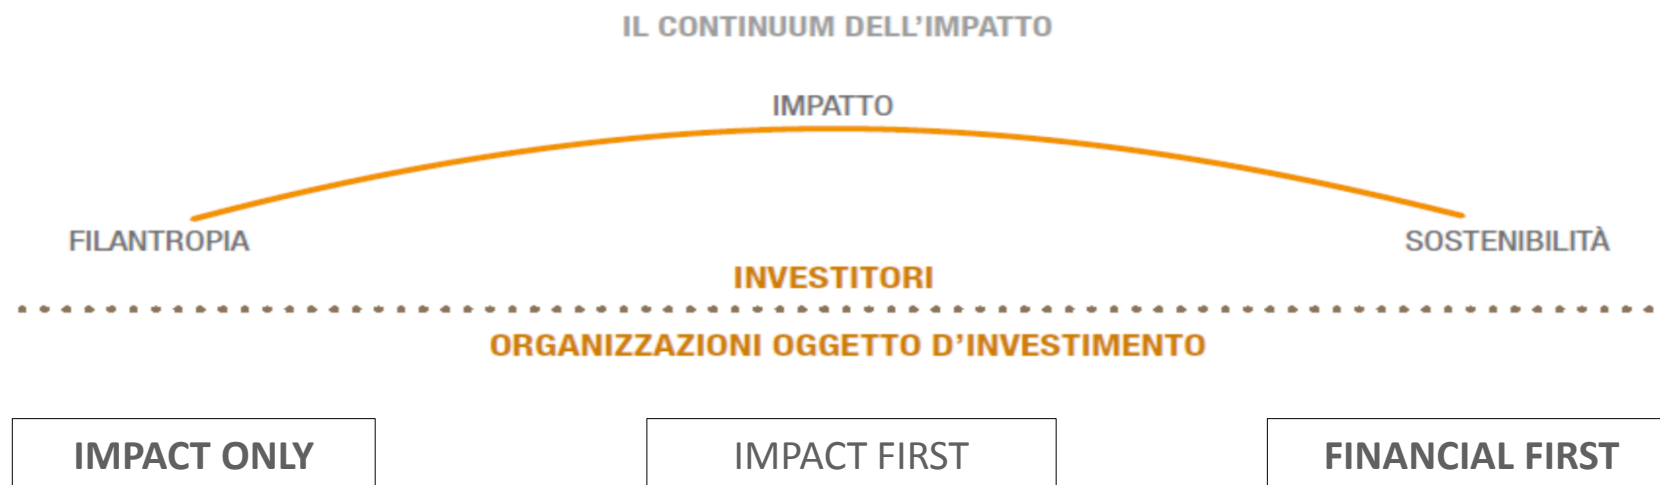 IL CONTINUUM DELL'IMPATTO
IMPATTO
FILANTROPIA
SOSTENIBILITÀ
INVESTITORI
ORGANIZZAZIONI OGGETTO D'INVESTIMENTO
IMPACT ONLY
IMPACT FIRST
FINANCIAL FIRST